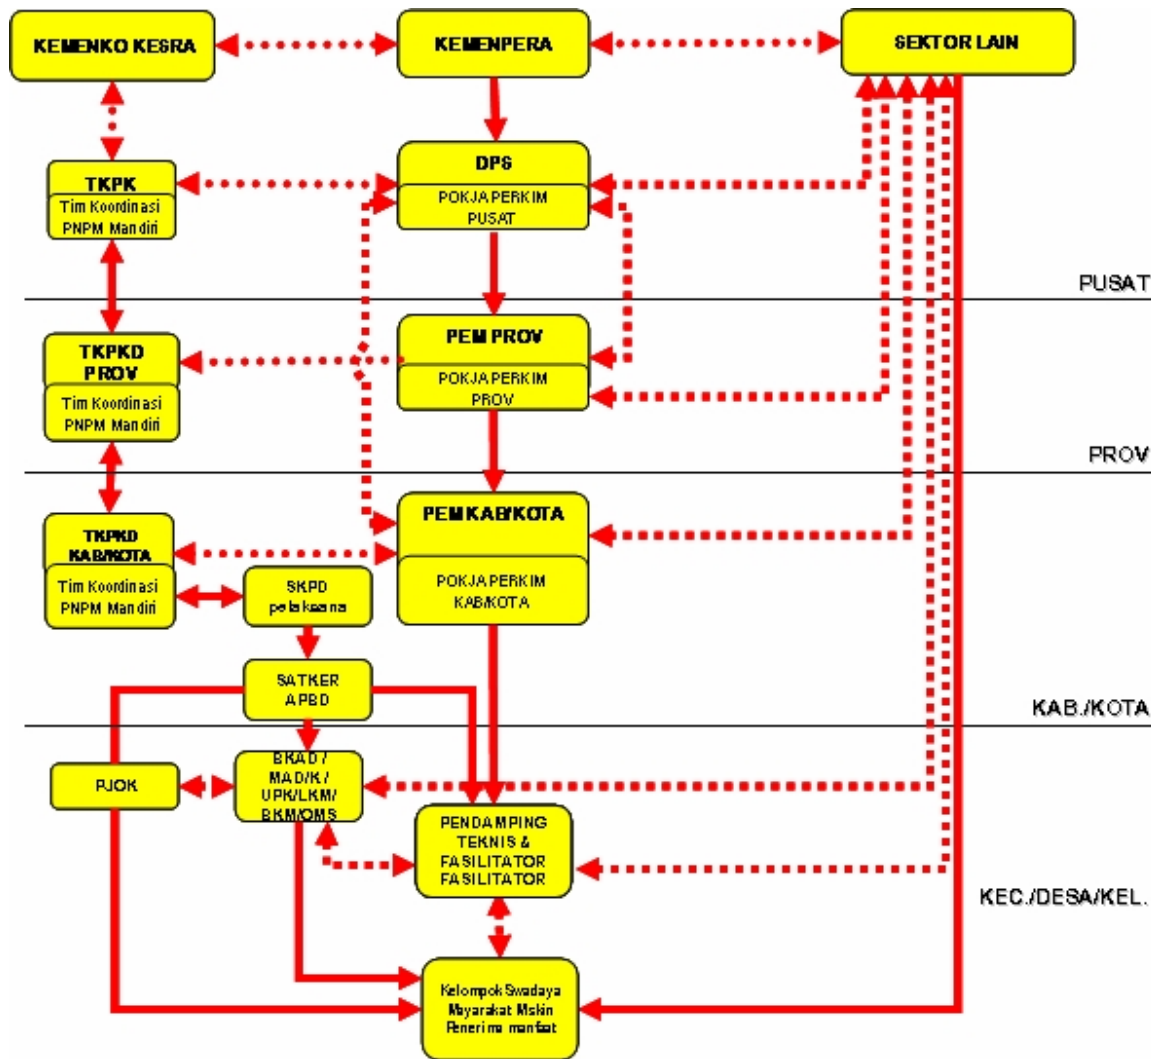 KEMENKO KESRA
KEMENPERA
SEKTOR LAIN
TKPK
Tim Koordinasi
PNPM Mandiri
DPS
POKJA PERKIM
PUSAT
PUSAT
TKPKD
PROV
Tim Koordinasi
PNPM Mandiri
PEM PROV
POKJA PERKIM
PROV
PROV
TKPKD
KAB/KOTA
Tim Koordinasi
PNPM Mandiri
SKPD
pelaksana
PEM KAB/KOTA
POKJA PERKIM
KAB/KOTA
SATKER
APBD
KAB./KOTA
PJOK
BKAD /
MAD/K /
UPK/LKM/
BKM/OMS
PENDAMPING
TEKNIS &
FASILITATOR
FASILITATOR
KEC./DESA/KEL.
Kelompok Swadaya
Mayarakat Miskin
Penerima manfaat